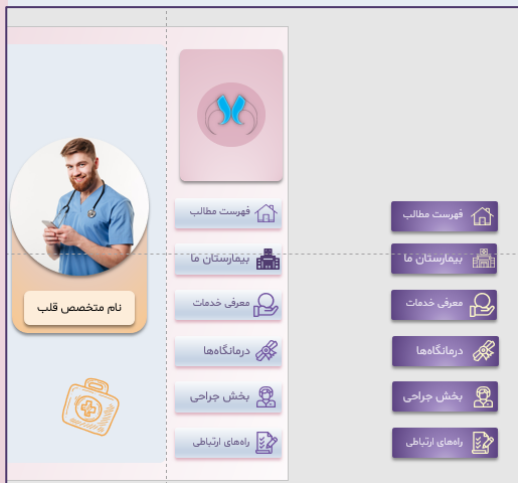 فهرست مطالب
بیمارستان ما
معرفی خدمات
درمانگاه‌ها
بخش جراحی
راه‌های ارتباطی
نام متخصص قلب
فهرست مطالب
بیمارستان ما
معرفی خدمات
درمانگاه‌ها
بخش جراحی
راه‌های ارتباطی